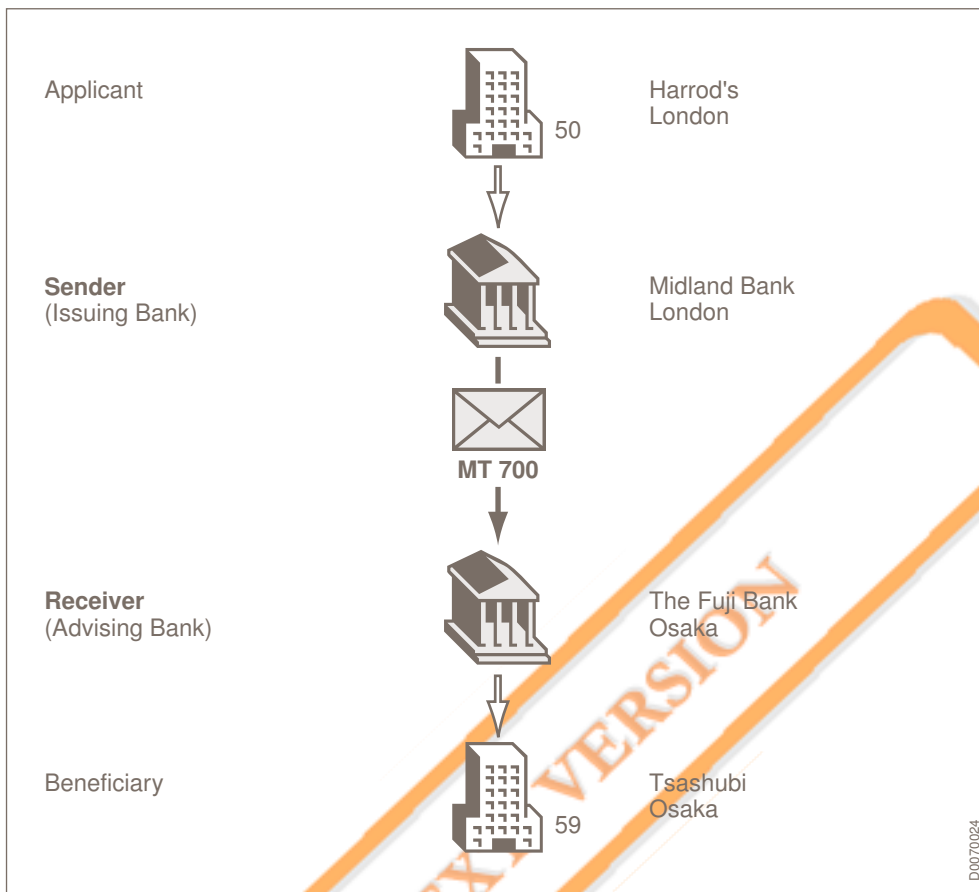 Applicant
Harrod's
London
50
Sender
(Issuing Bank)
Midland Bank
London
MT 700
Receiver
(Advising Bank)
The Fuji Bank
Osaka
Beneficiary
Tsashubi
Osaka
59
VERSION
D0070024